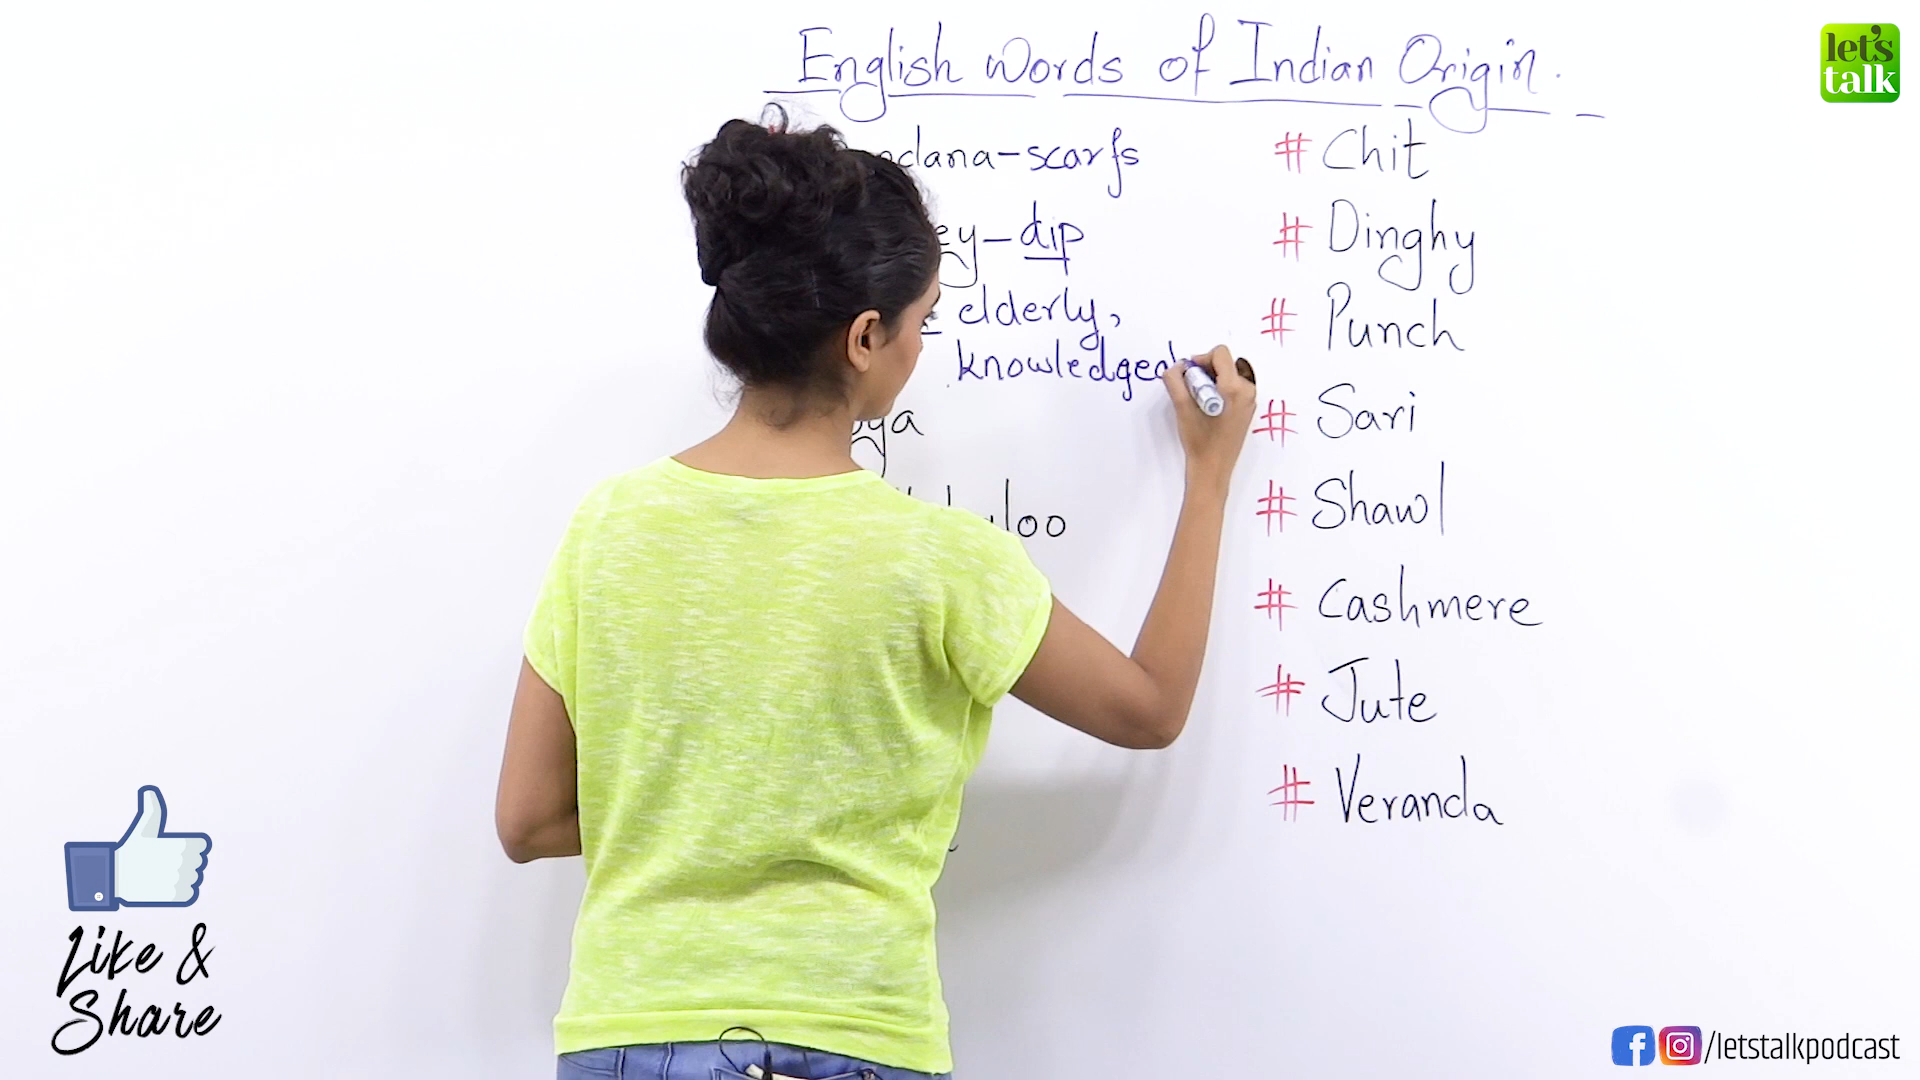 English Words of Indian Origin.
let's
talk
dana-scarfs
ey-dip
elderly,
knowledgea
ya
loo
# Chit
# Dinghy
# Punch
# Sari
# Shawl
# Cashmere
# Jute
# Veranda
Like &
Share
/letstalkpodcast